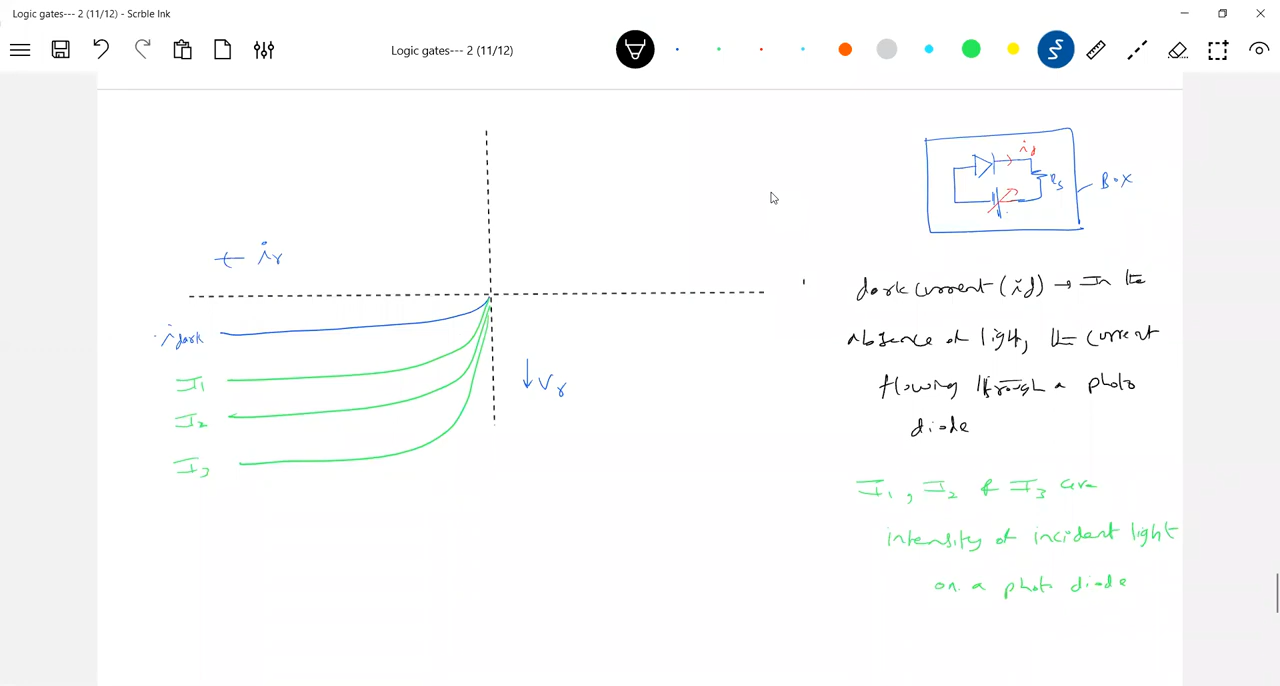 Logic gates--- 2 (11/12) - Scrble Ink
Logic gates--- 2 (11/12)
id
Rs
Box
← ir
idark
I1
I2
I3
↓ Vr
dark current (id) → In the
absence of light, the current
flowing through a photo
diode
I1, I2 & I3 are
intensity of incident light
on a photo diode